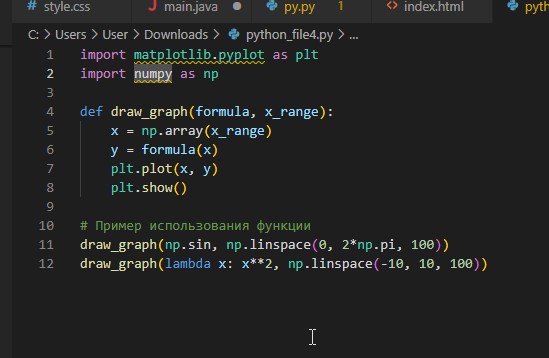 # style.css J main.java py.py 1 index.html pyth
C: > Users > User > Downloads > python_file4.py > ...
1 import matplotlib.pyplot as plt
2 import numpy as np
3
4 def draw_graph(formula, x_range):
5 x = np.array(x_range)
6 y = formula(x)
7 plt.plot(x, y)
8 plt.show()
9
10 # Пример использования функции
11 draw_graph(np.sin, np.linspace(0, 2*np.pi, 100))
12 draw_graph(lambda x: x**2, np.linspace(-10, 10, 100))